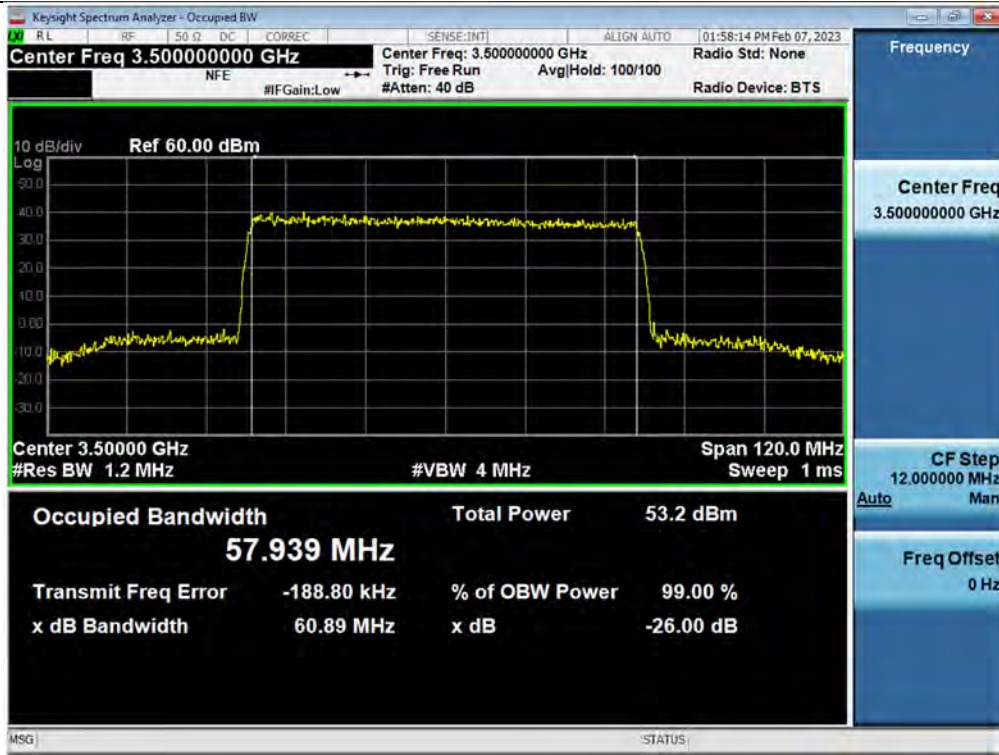 Keysight Spectrum Analyzer - Occupied BW
LXI RL RF 50 Ω DC CORREC SENSE:INT ALIGN AUTO 01:58:14 PM Feb 07, 2023
Center Freq 3.500000000 GHz
NFE
#IFGain:Low
Center Freq: 3.500000000 GHz
Trig: Free Run Avg|Hold: 100/100
#Atten: 40 dB
Radio Std: None
Radio Device: BTS
Frequency
10 dB/div Ref 60.00 dBm
Log
50.0
40.0
30.0
20.0
10.0
0.00
-10.0
-20.0
-30.0
Center 3.50000 GHz Span 120.0 MHz
#Res BW 1.2 MHz #VBW 4 MHz Sweep 1 ms
Center Freq
3.500000000 GHz
CF Step
12.000000 MHz
Auto Man
Freq Offset
0 Hz
Occupied Bandwidth Total Power 53.2 dBm
57.939 MHz
Transmit Freq Error -188.80 kHz % of OBW Power 99.00 %
x dB Bandwidth 60.89 MHz x dB -26.00 dB
MSG STATUS